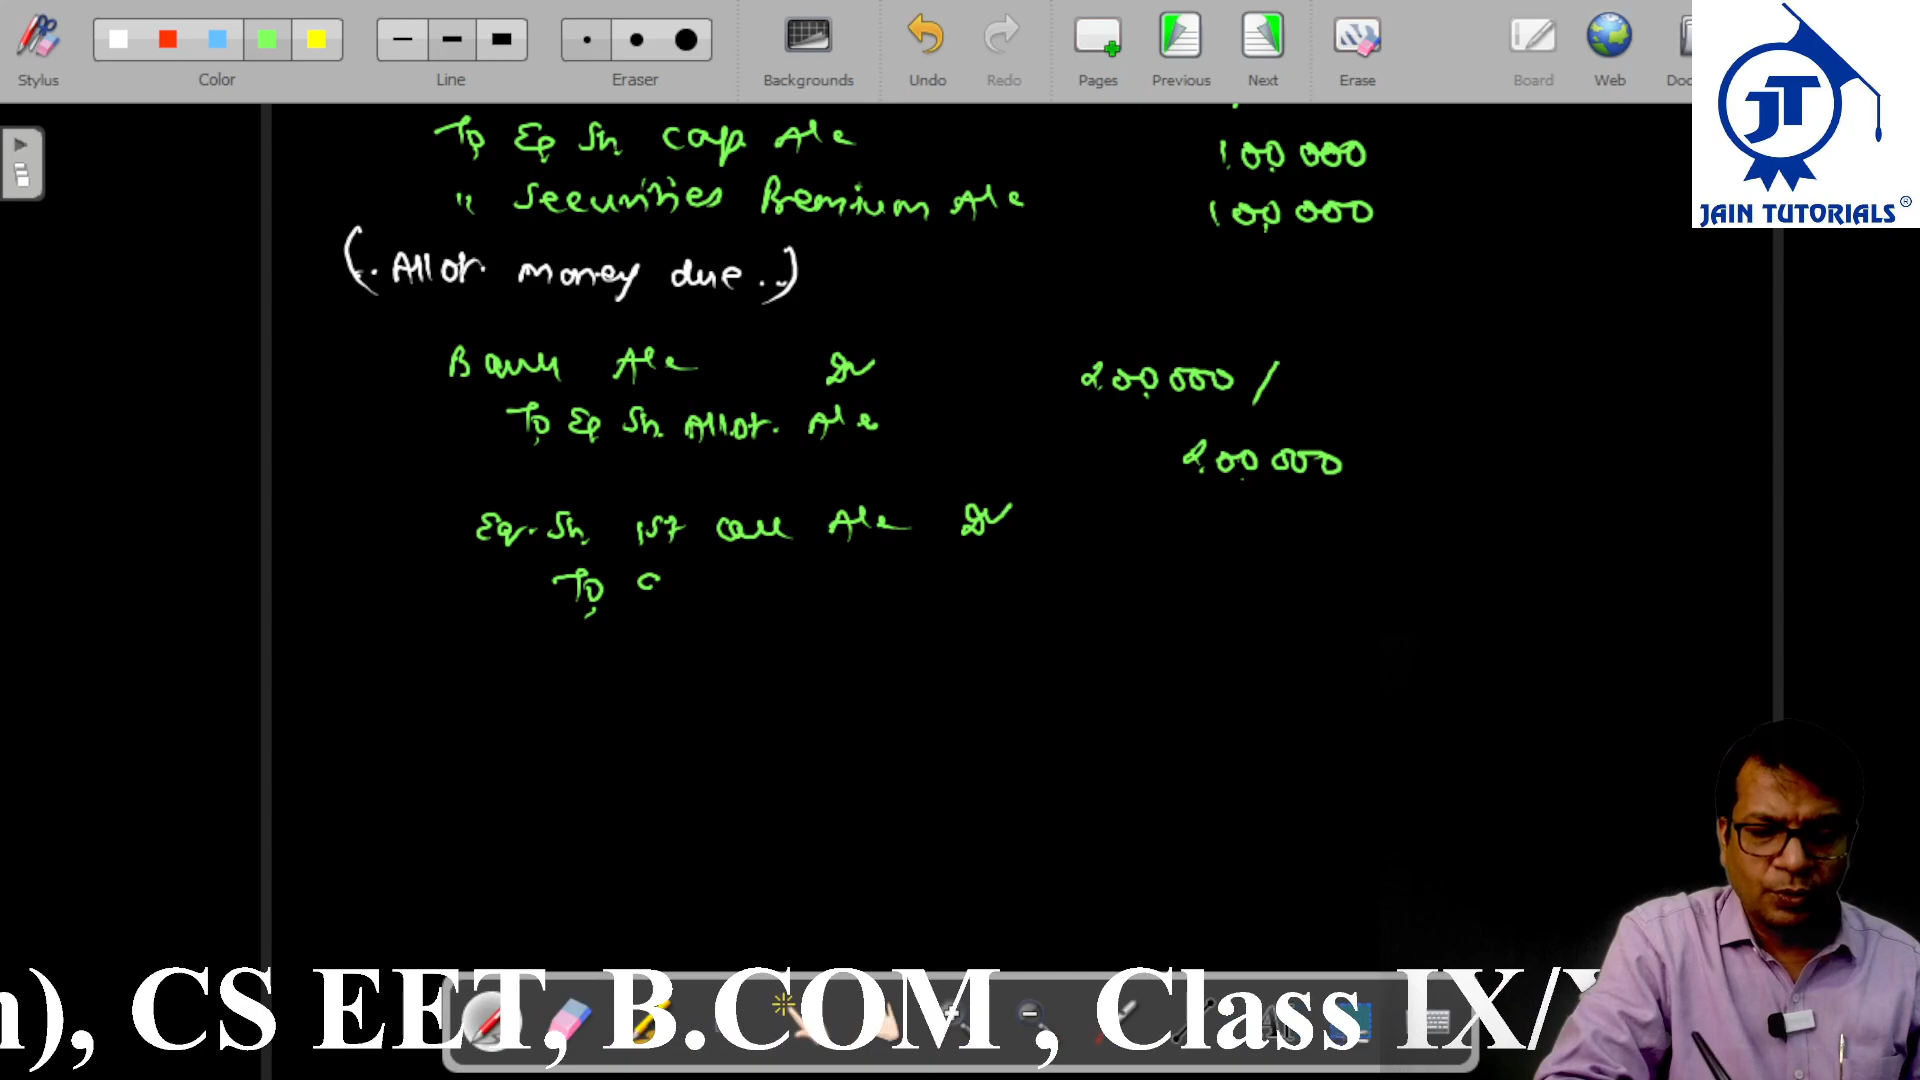 Stylus Color Line Eraser Backgrounds Undo Redo Pages Previous Next Erase Board Web
JT
JAIN TUTORIALS®
To Eq Sh Cap A/c 1,00,000
" Securities Premium A/c 1,00,000
(.. Allot. money due ..)
Bank A/c Dr 2,00,000 /
To Eq Sh. Allot. A/c 2,00,000
Eq. Sh. 1st call A/c Dr
To
), CS EET, B.COM , Class IX/